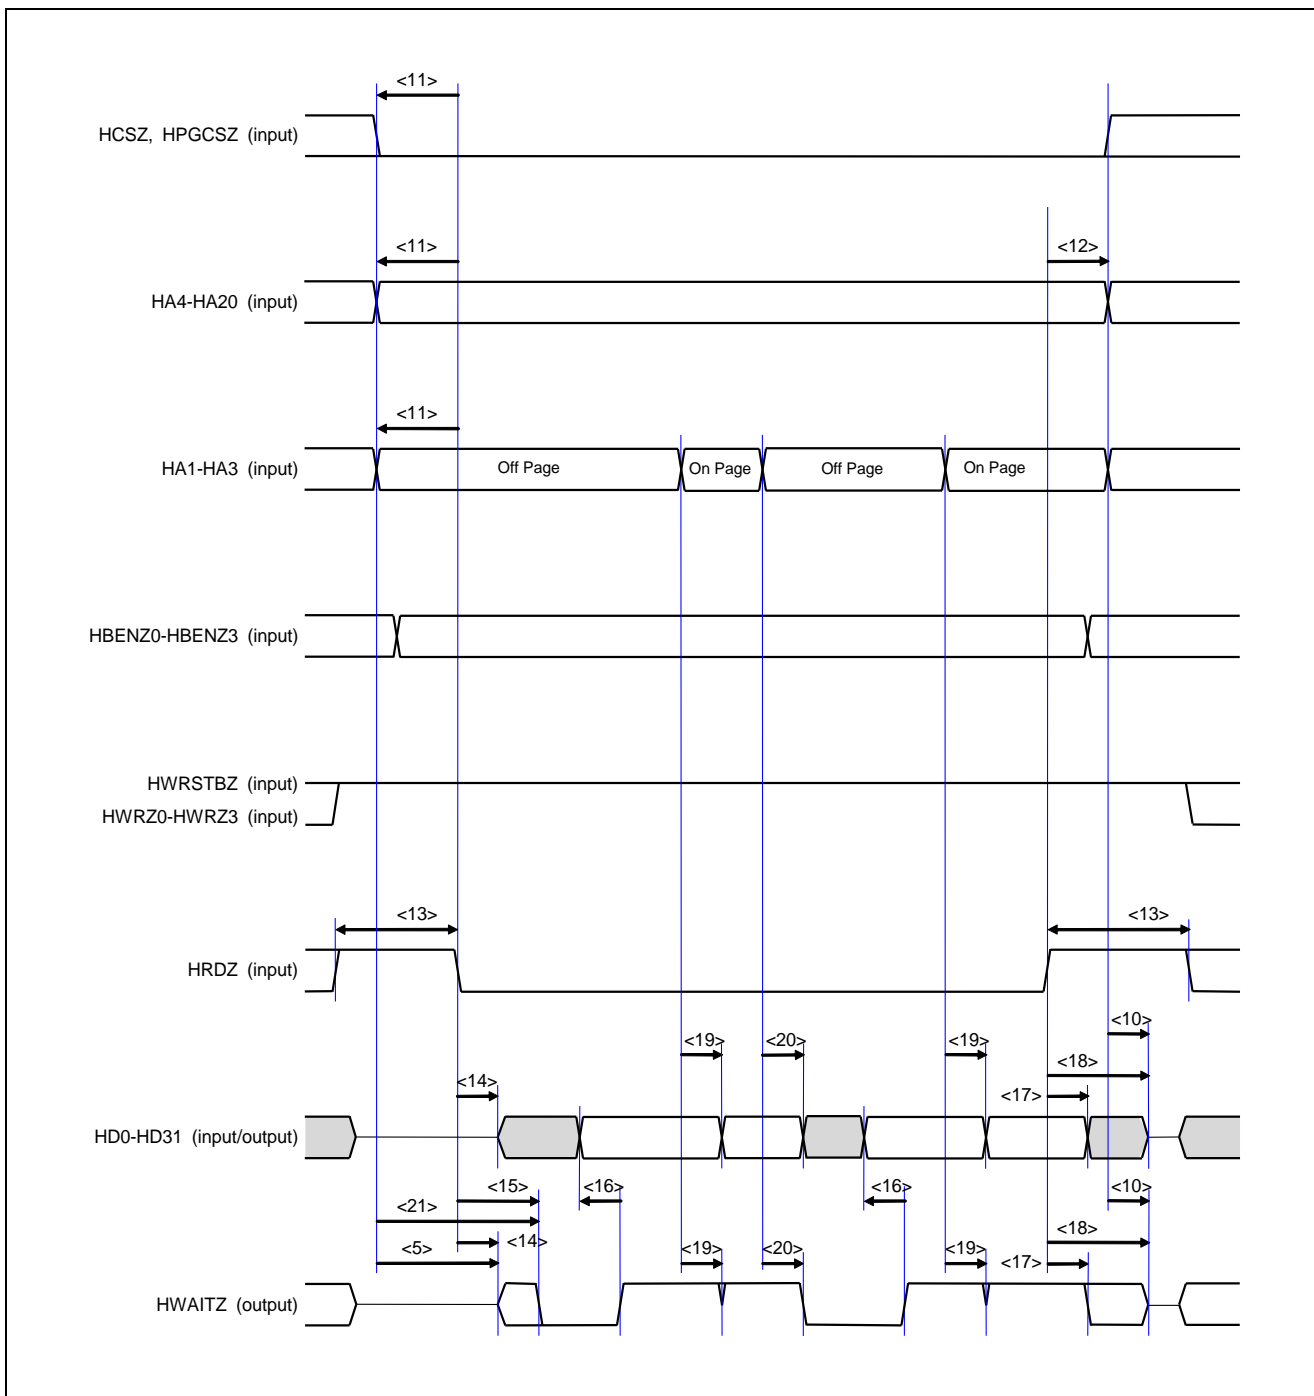 <11>
HCSZ, HPGCSZ (input)
<11>
<12>
HA4-HA20 (input)
<11>
HA1-HA3 (input)
Off Page
On Page
Off Page
On Page
HBENZ0-HBENZ3 (input)
HWRSTBZ (input)
HWRZ0-HWRZ3 (input)
<13>
<13>
HRDZ (input)
<10>
<19>
<20>
<19>
<18>
<14>
<17>
HD0-HD31 (input/output)
<15>
<16>
<16>
<10>
<21>
<18>
<5>
<14>
<19>
<20>
<19>
<17>
HWAITZ (output)